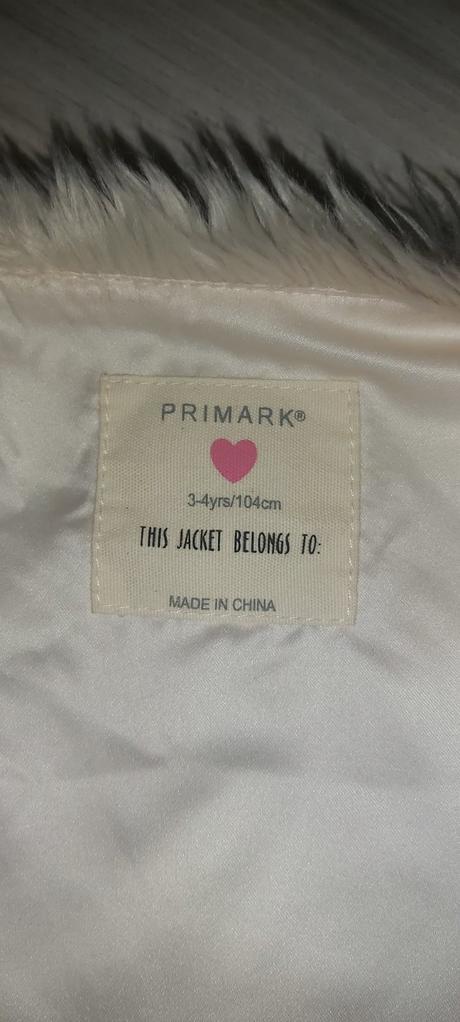 PRIMARK®
3-4yrs/104cm
THIS JACKET BELONGS TO:
MADE IN CHINA